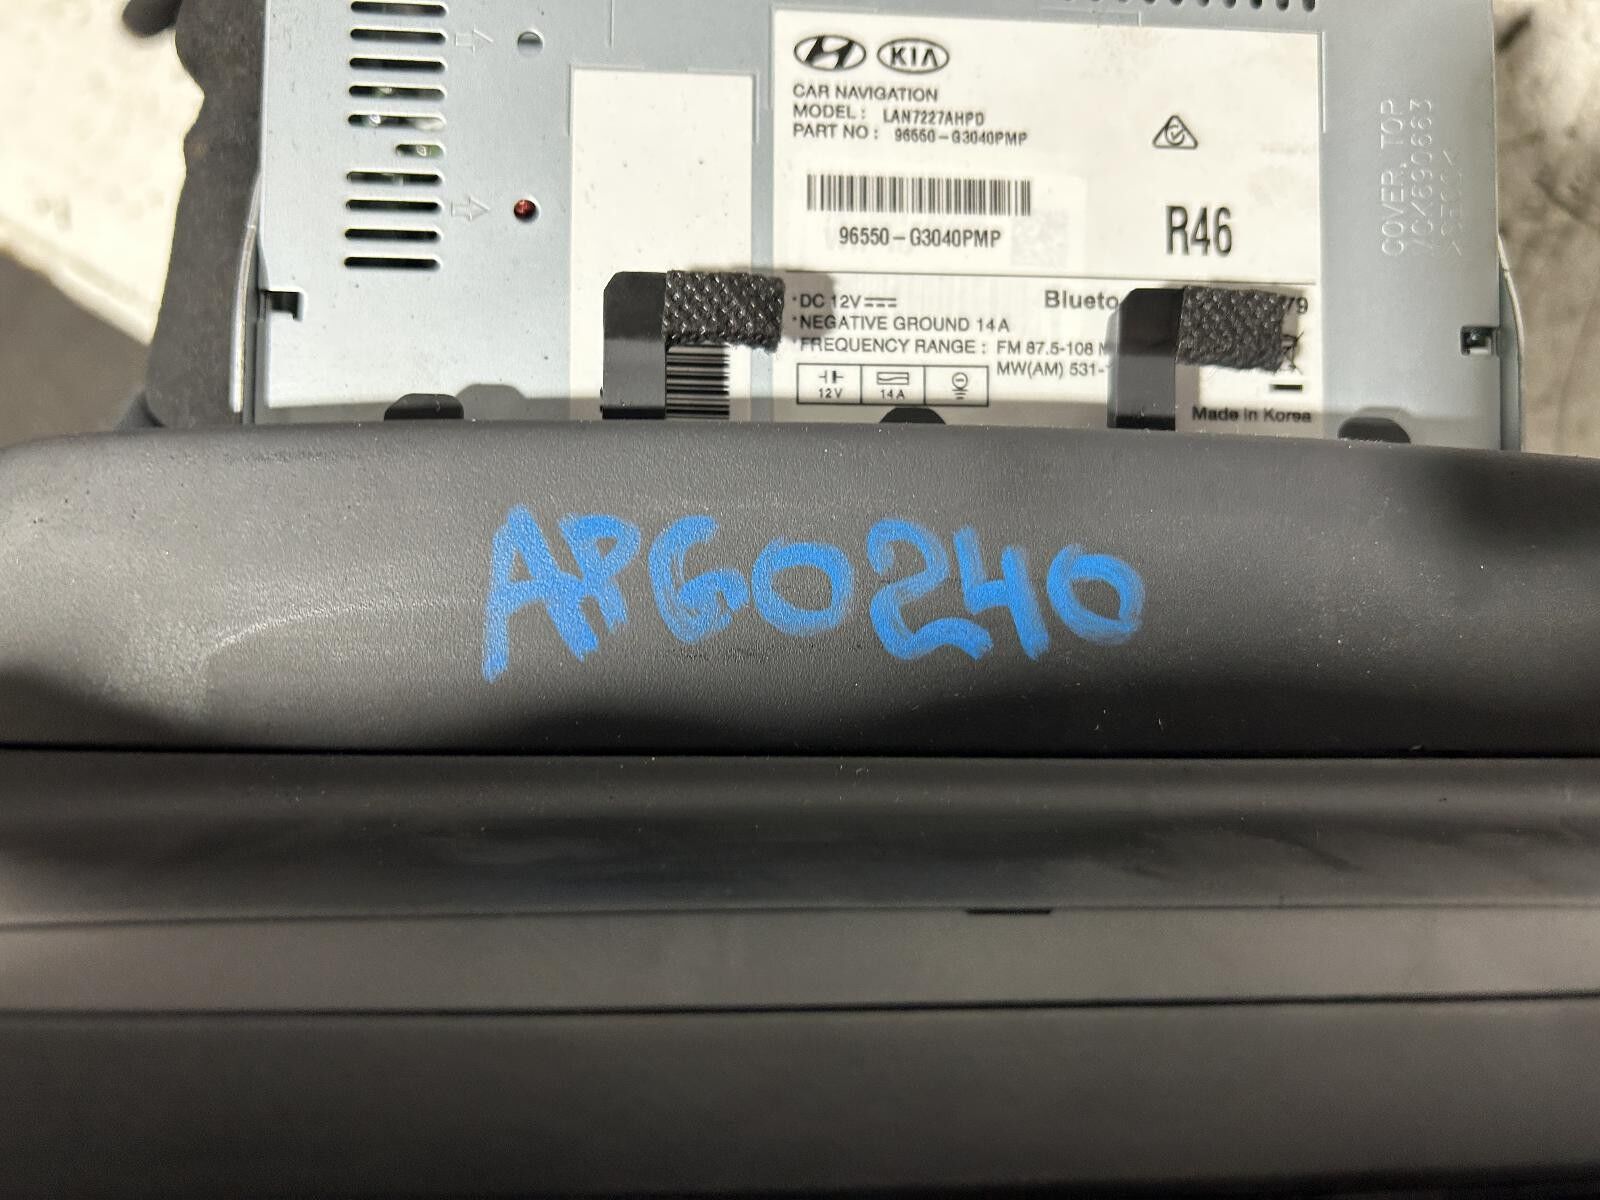 HYUNDAI KIA
CAR NAVIGATION
MODEL : LAN7227AHPD
PART NO : 96550-G3040PMP
96550-G3040PMP
R46
COVER, TOP
*DC 12V
*NEGATIVE GROUND 14A
*FREQUENCY RANGE : FM 87.5-108
MW(AM) 531-
12V 14A
Made in Korea
APG0240